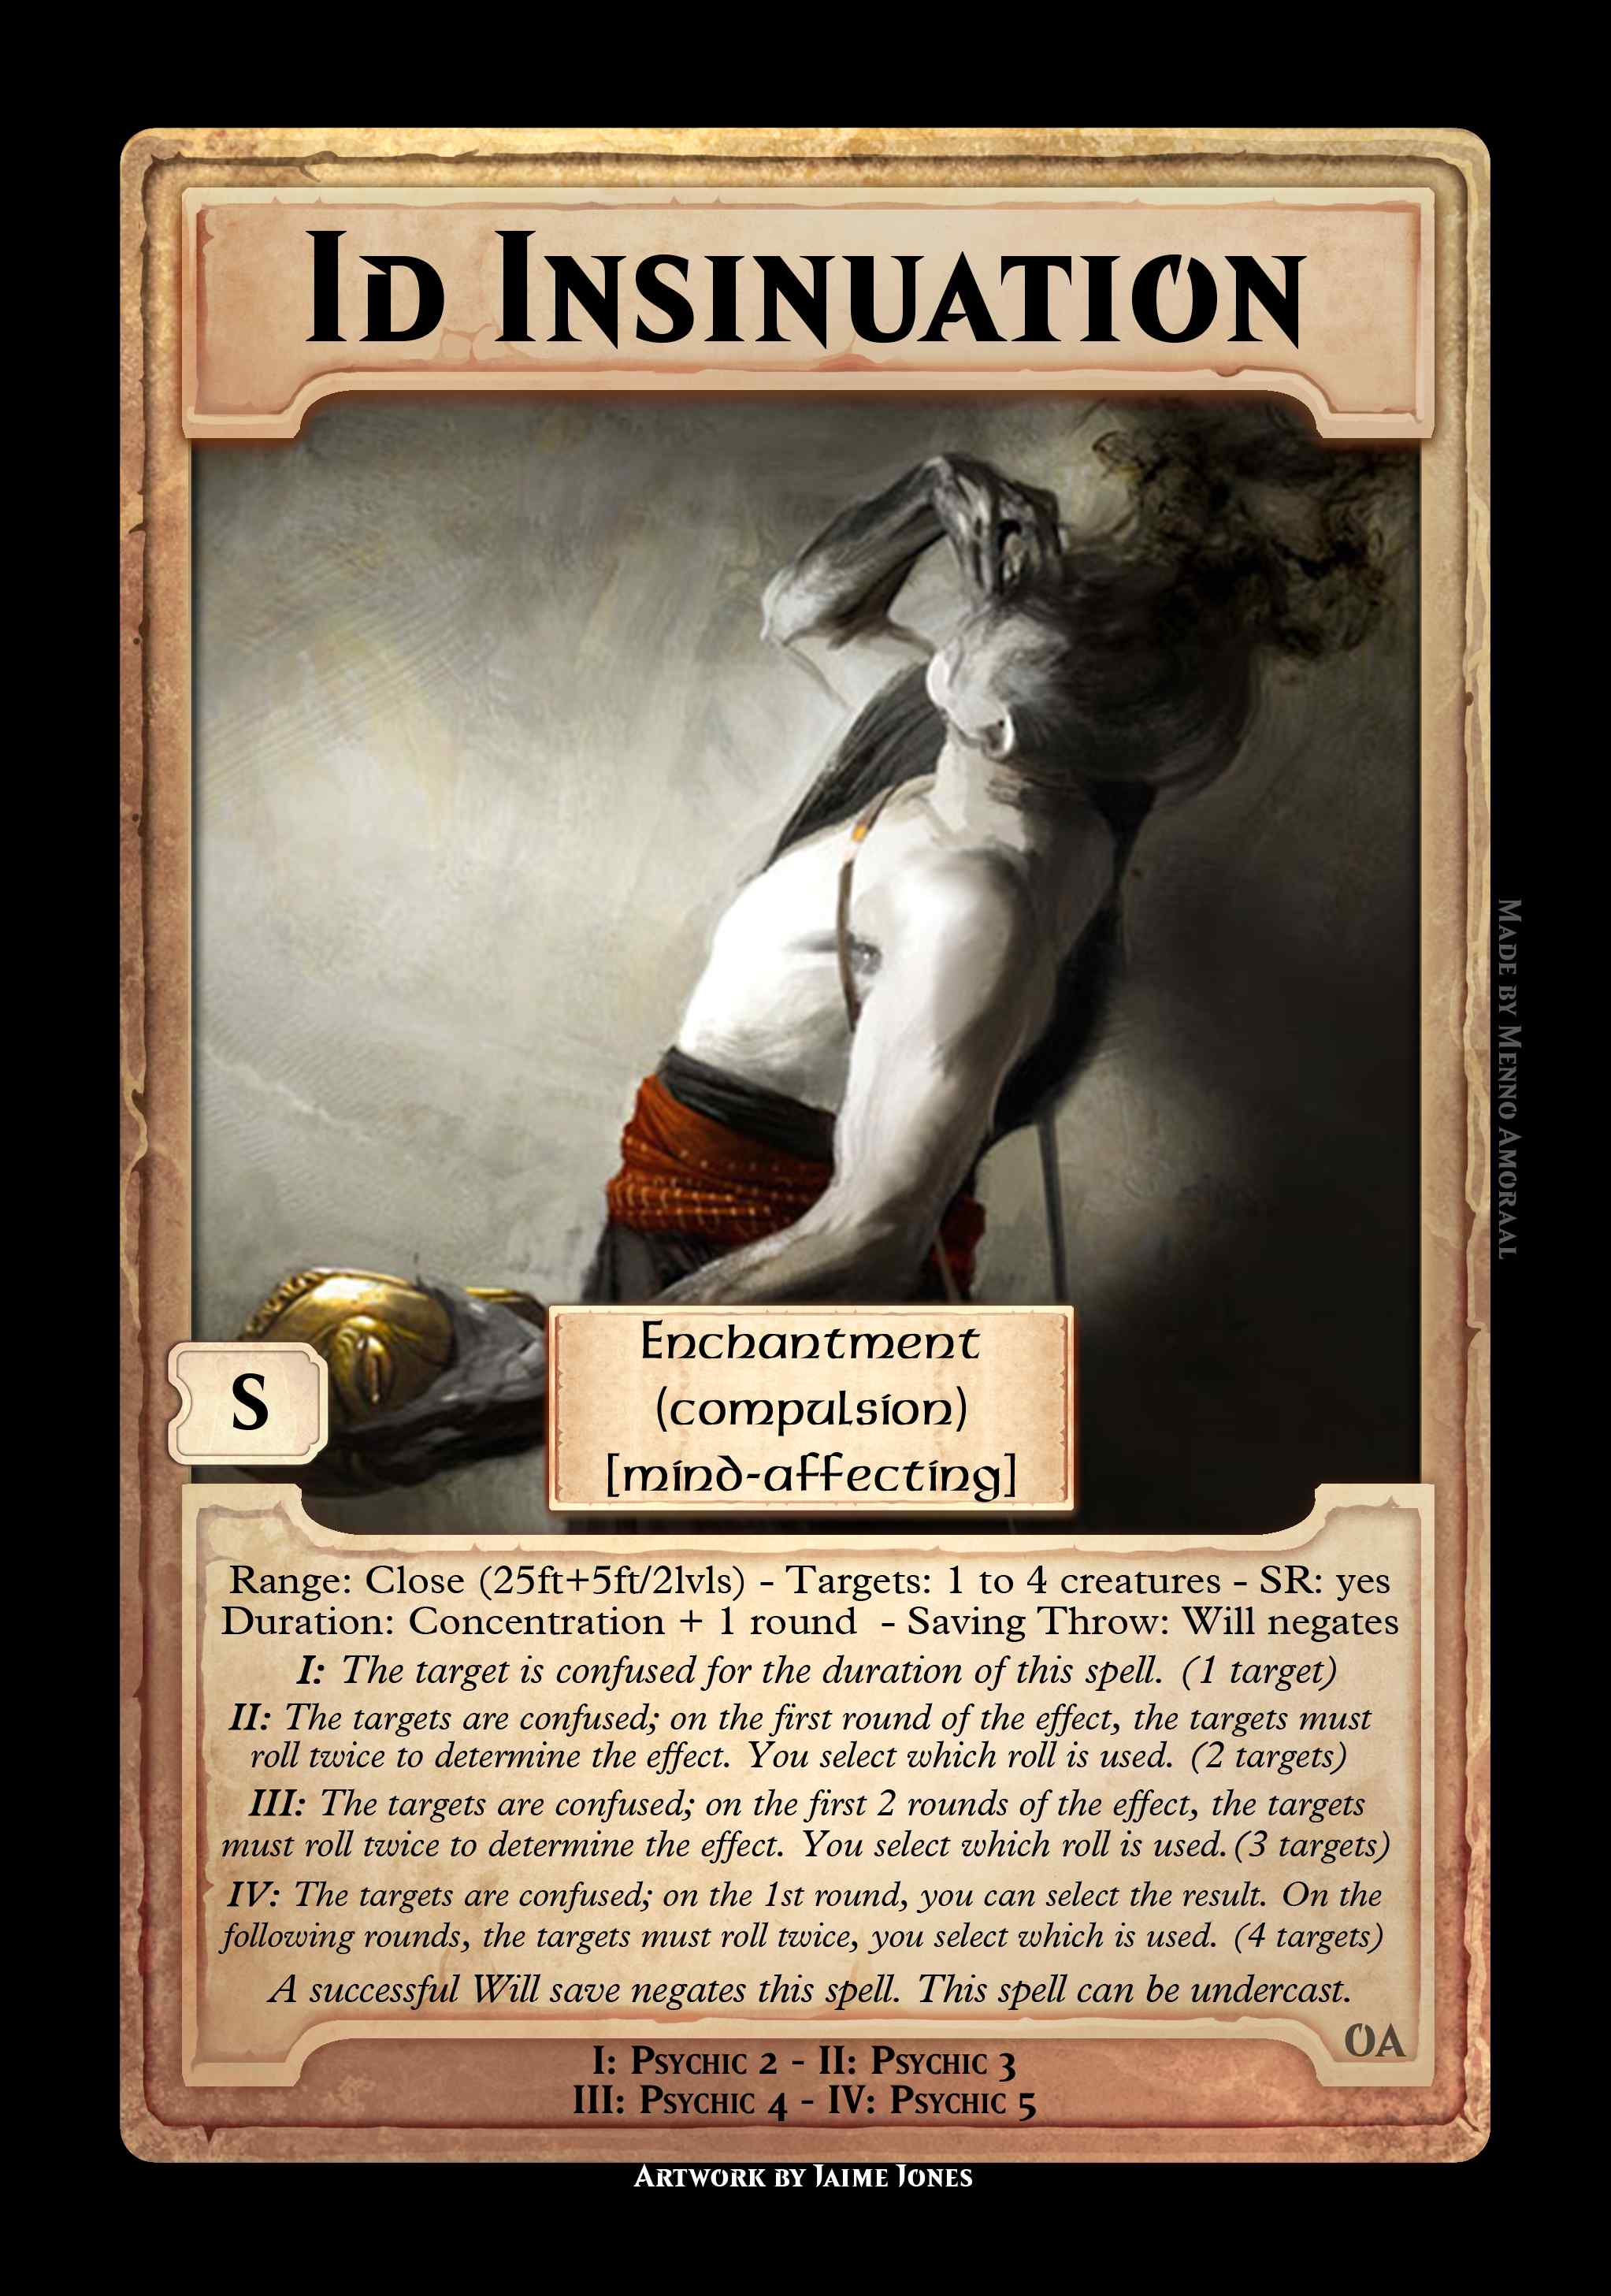 Id Insinuation
S
Enchantment
(compulsion)
[mind-affecting]
Range: Close (25ft+5ft/2lvls) - Targets: 1 to 4 creatures - SR: yes
Duration: Concentration + 1 round - Saving Throw: Will negates
I: The target is confused for the duration of this spell. (1 target)
II: The targets are confused; on the first round of the effect, the targets must
roll twice to determine the effect. You select which roll is used. (2 targets)
III: The targets are confused; on the first 2 rounds of the effect, the targets
must roll twice to determine the effect. You select which roll is used. (3 targets)
IV: The targets are confused; on the 1st round, you can select the result. On the
following rounds, the targets must roll twice, you select which is used. (4 targets)
A successful Will save negates this spell. This spell can be undercast.
OA
I: Psychic 2 - II: Psychic 3
III: Psychic 4 - IV: Psychic 5
Artwork by Jaime Jones
Made by Menno Amoraal